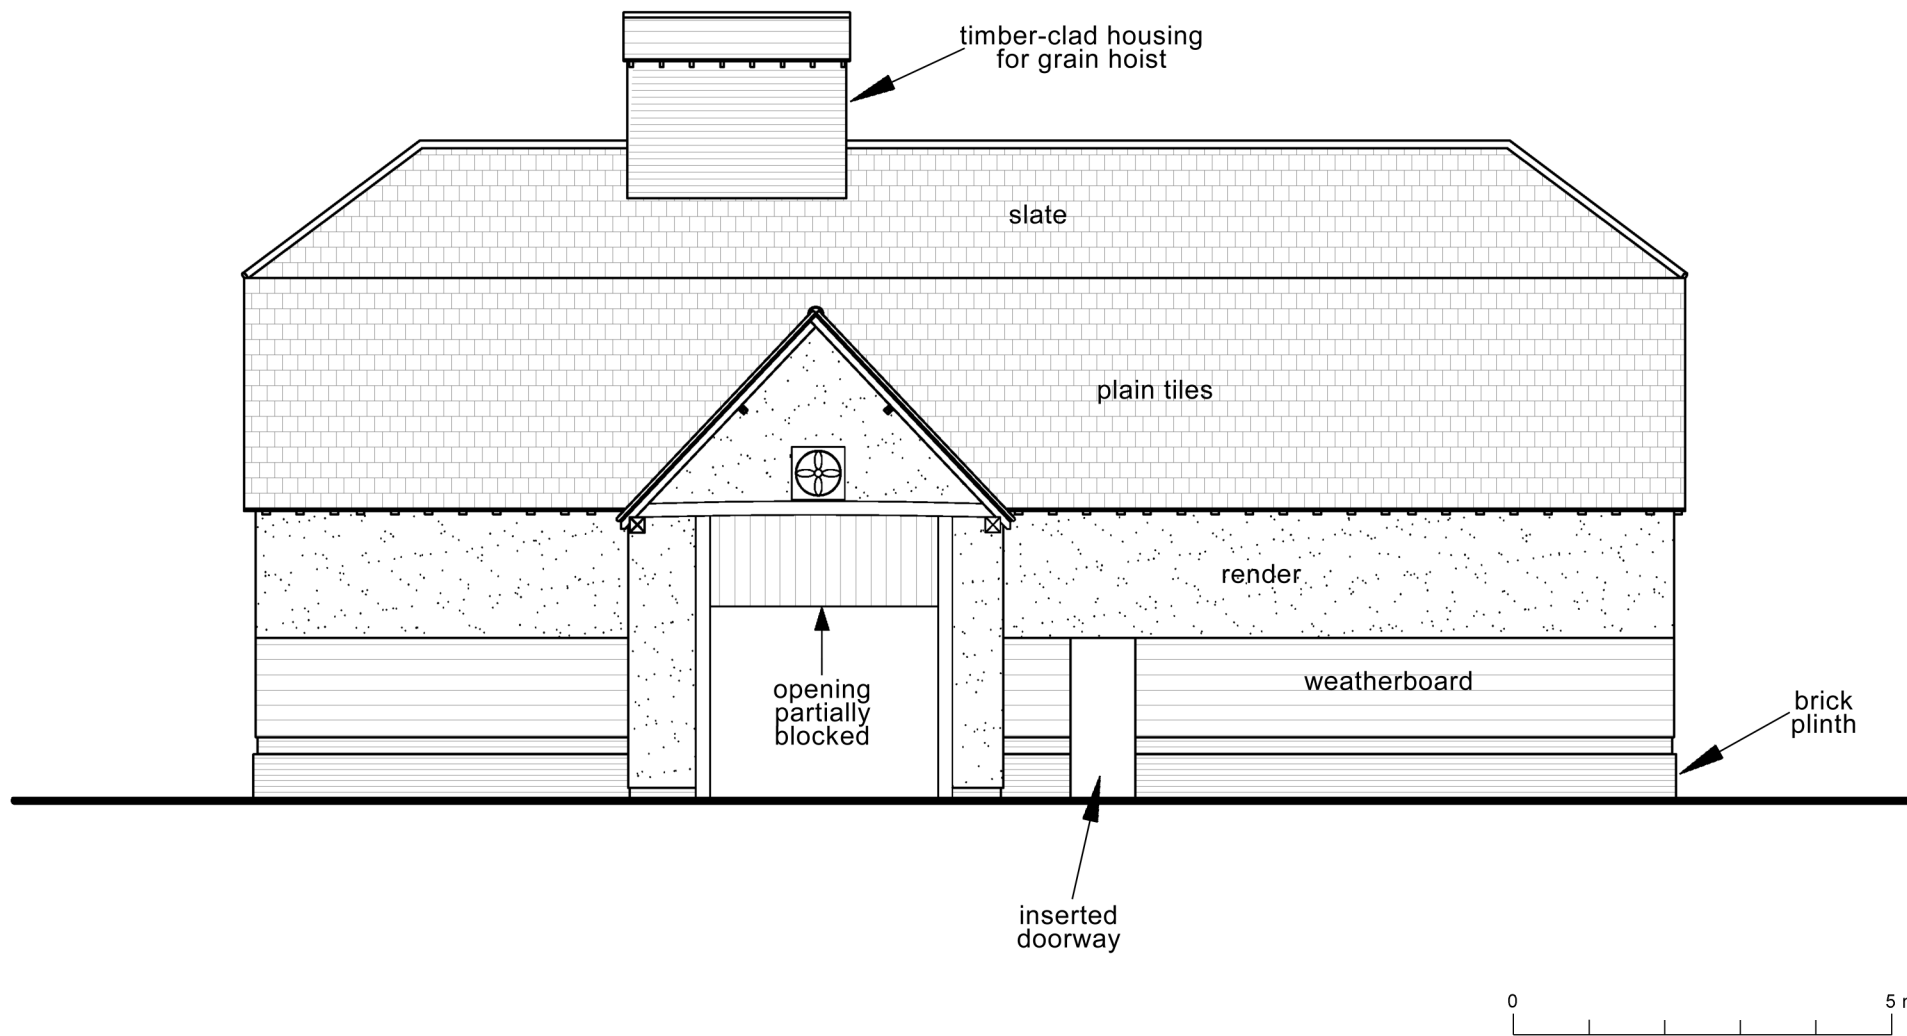 timber-clad housing
for grain hoist
slate
plain tiles
render
weatherboard
opening
partially
blocked
brick
plinth
inserted
doorway
0 5